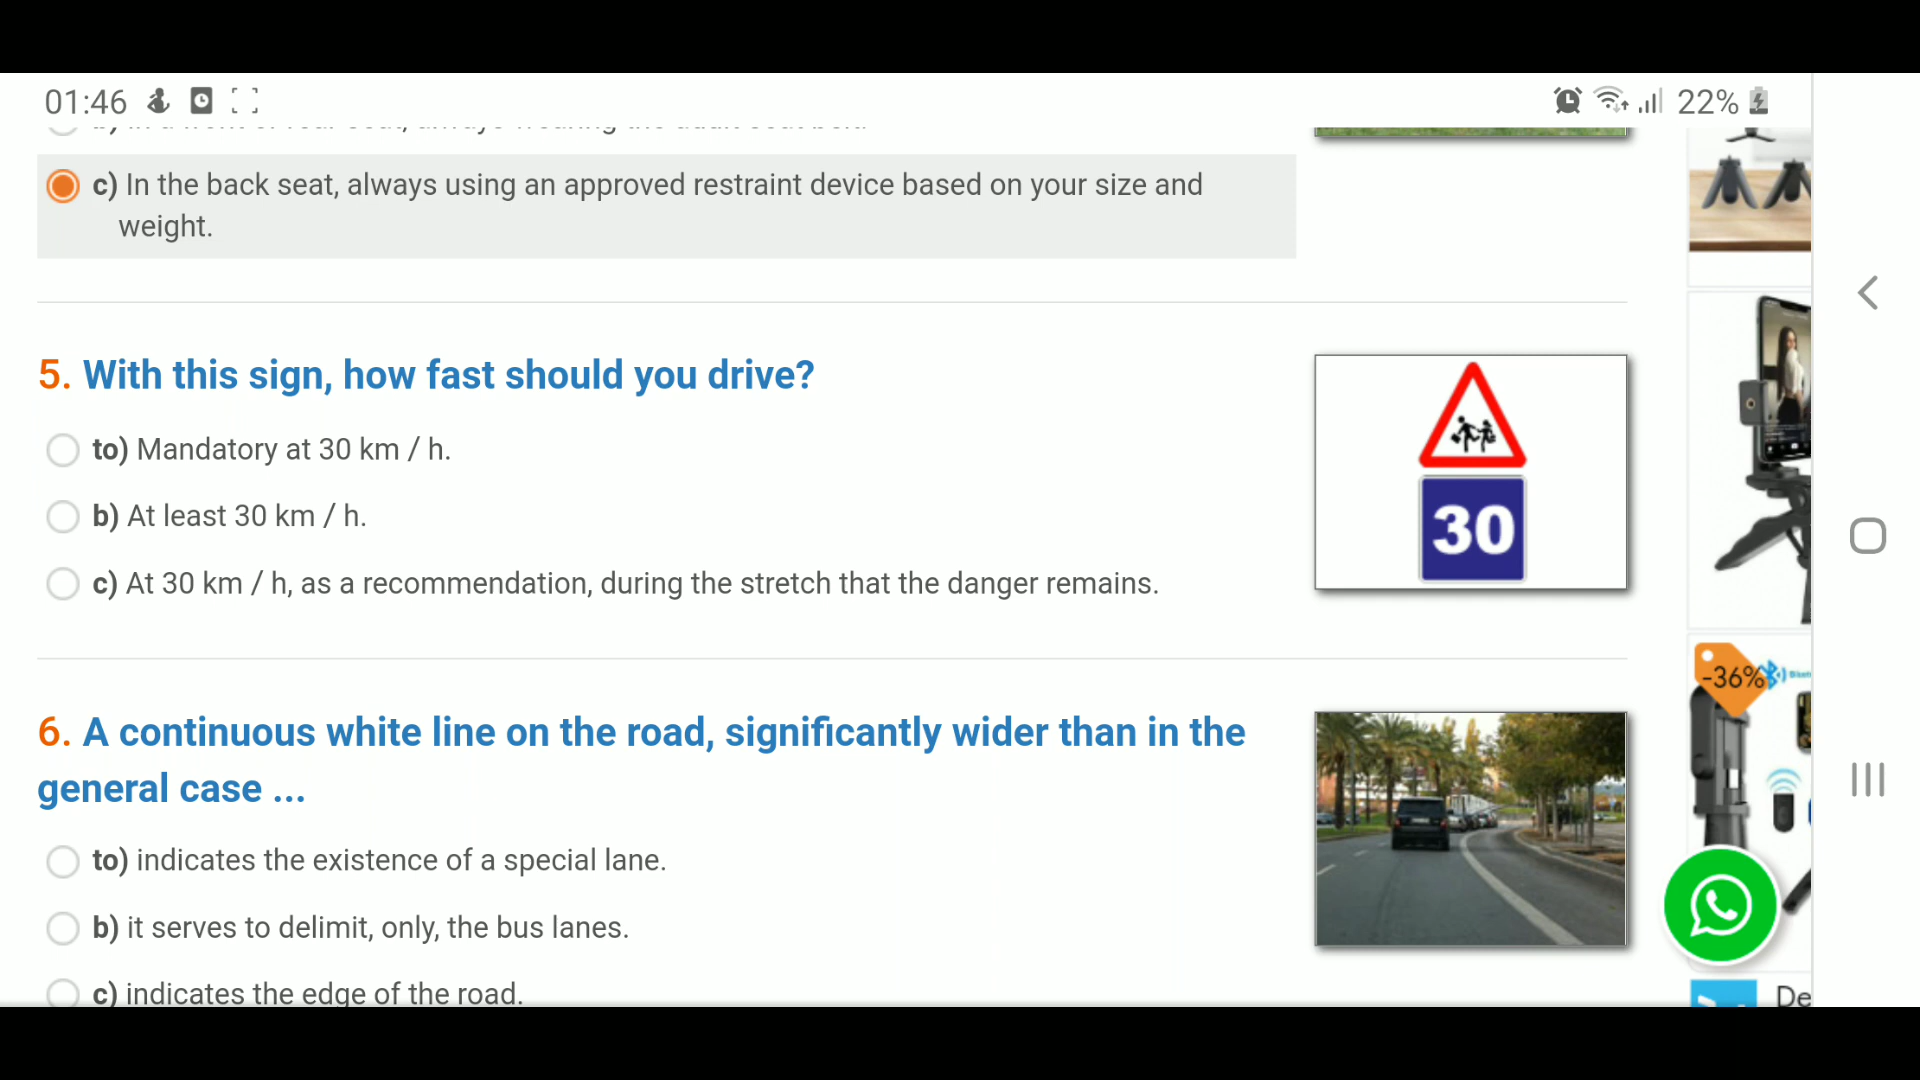 01:46
22%
c) In the back seat, always using an approved restraint device based on your size and
weight.
5. With this sign, how fast should you drive?
to) Mandatory at 30 km / h.
b) At least 30 km / h.
c) At 30 km / h, as a recommendation, during the stretch that the danger remains.
30
-36%
6. A continuous white line on the road, significantly wider than in the
general case ...
to) indicates the existence of a special lane.
b) it serves to delimit, only, the bus lanes.
c) indicates the edge of the road.
De